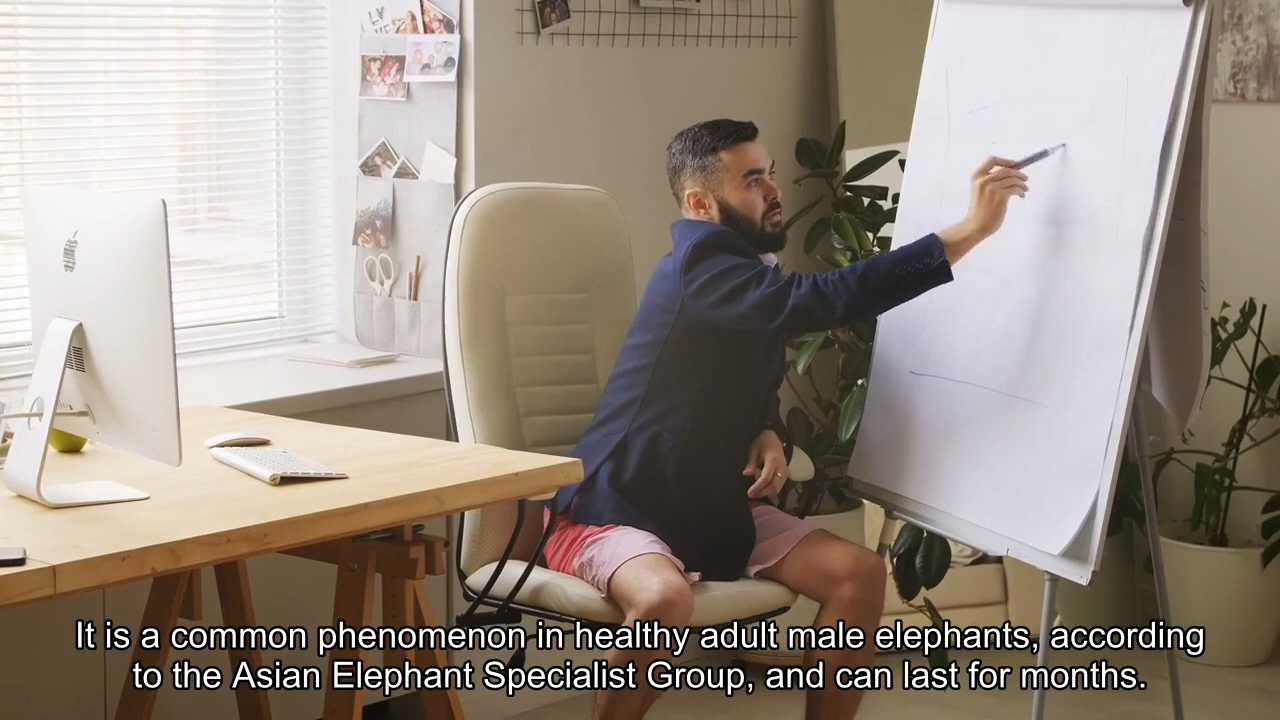 It is a common phenomenon in healthy adult male elephants, according
to the Asian Elephant Specialist Group, and can last for months.